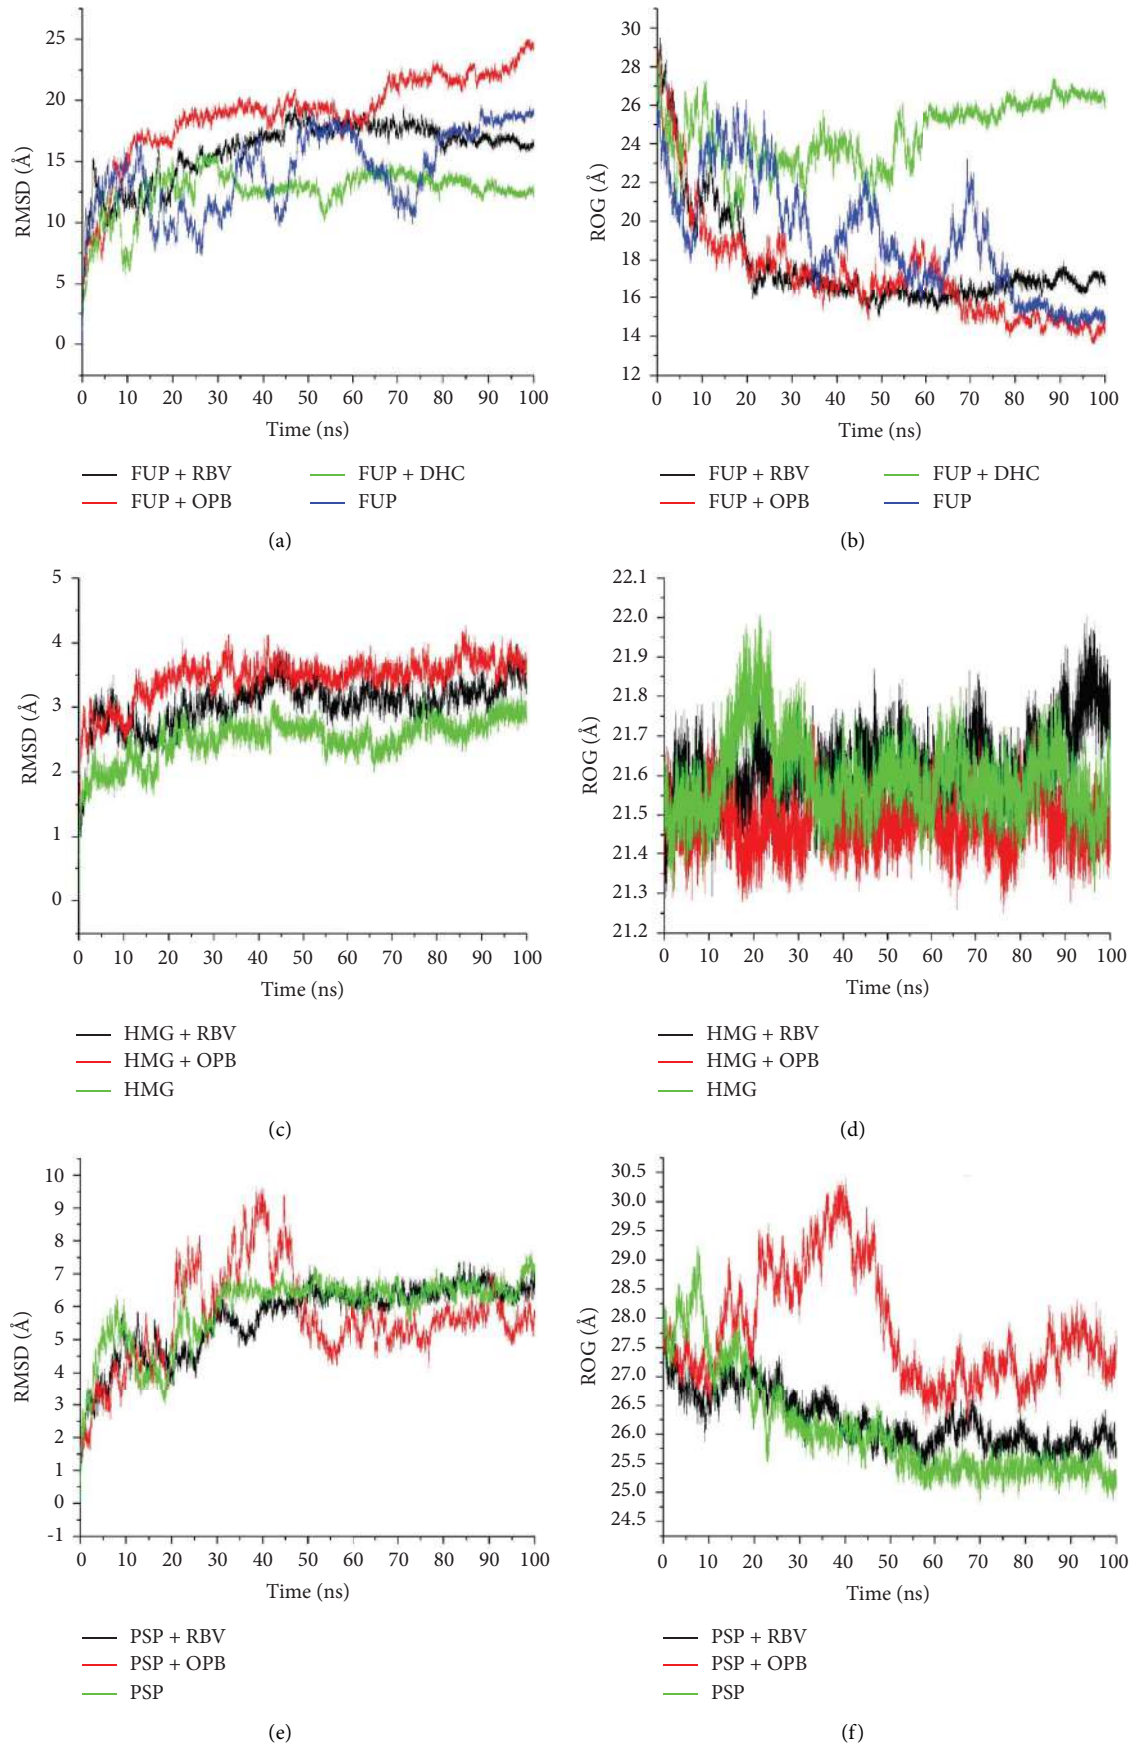 RMSD (Å)
25
20
15
10
5
0
0 10 20 30 40 50 60 70 80 90 100
Time (ns)
FUP + RBV FUP + DHC
FUP + OPB FUP
(a)
ROG (Å)
30
28
26
24
22
20
18
16
14
12
0 10 20 30 40 50 60 70 80 90 100
Time (ns)
FUP + RBV FUP + DHC
FUP + OPB FUP
(b)
RMSD (Å)
5
4
3
2
1
0
0 10 20 30 40 50 60 70 80 90 100
Time (ns)
HMG + RBV
HMG + OPB
HMG
(c)
ROG (Å)
22.1
22.0
21.9
21.8
21.7
21.6
21.5
21.4
21.3
21.2
0 10 20 30 40 50 60 70 80 90 100
Time (ns)
HMG + RBV
HMG + OPB
HMG
(d)
RMSD (Å)
10
9
8
7
6
5
4
3
2
1
0
-1
0 10 20 30 40 50 60 70 80 90 100
Time (ns)
PSP + RBV
PSP + OPB
PSP
(e)
ROG (Å)
30.5
30.0
29.5
29.0
28.5
28.0
27.5
27.0
26.5
26.0
25.5
25.0
24.5
0 10 20 30 40 50 60 70 80 90 100
Time (ns)
PSP + RBV
PSP + OPB
PSP
(f)